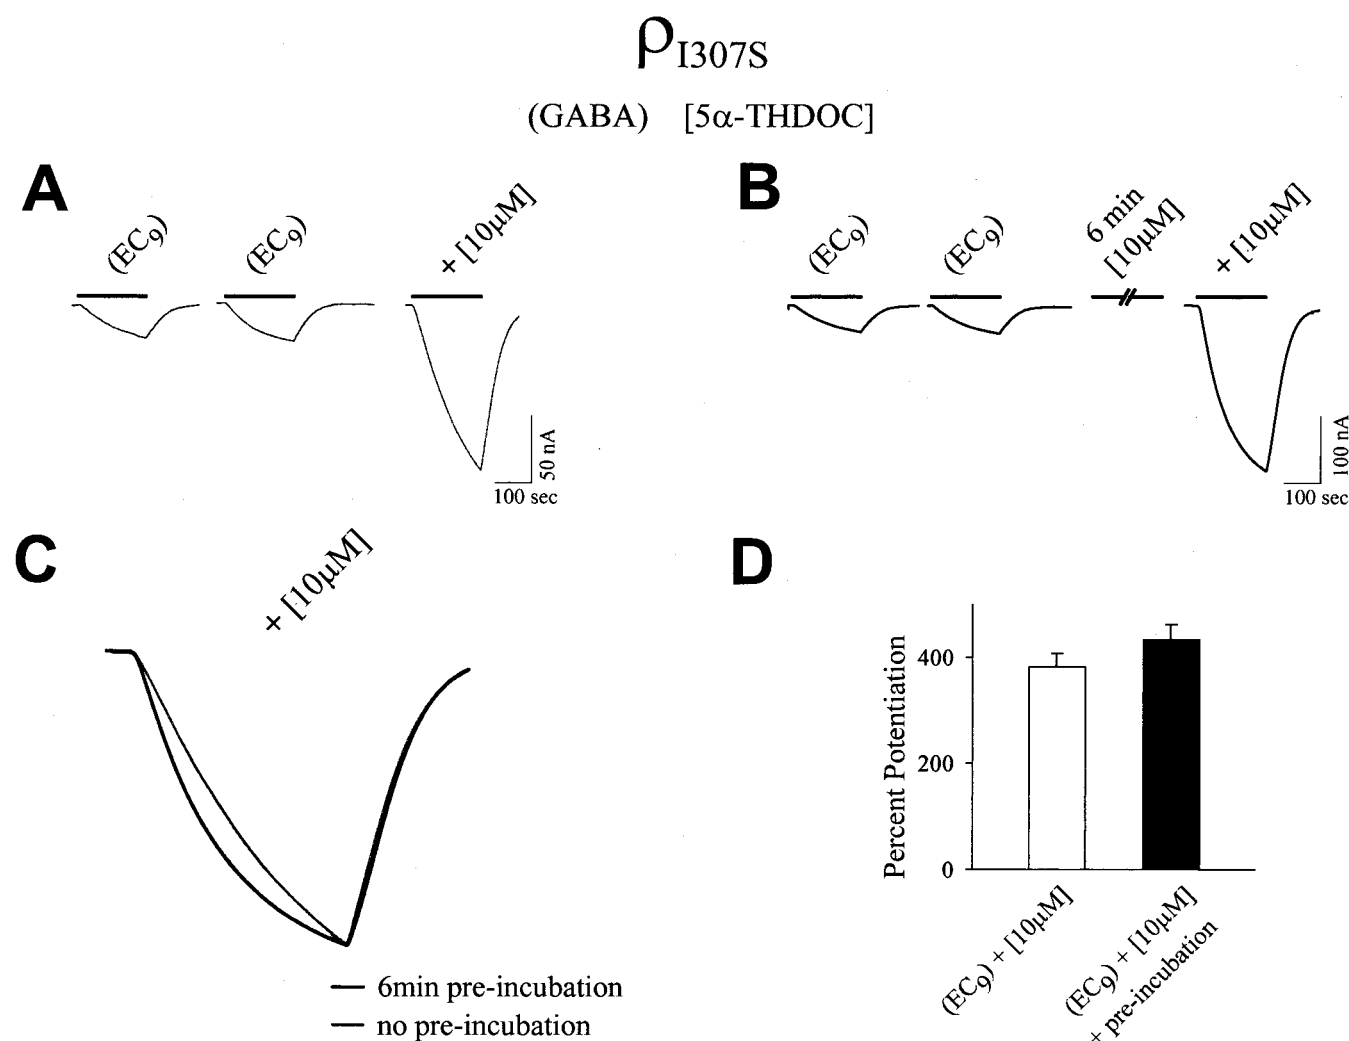 ρI307S
(GABA) [5α-THDOC]
A
(EC9)
(EC9)
+ [10μM]
50 nA
100 sec
B
(EC9)
(EC9)
6 min
[10μM]
+ [10μM]
100 nA
100 sec
C
+ [10μM]
6min pre-incubation
no pre-incubation
D
Percent Potentiation
400
200
0
(EC9) + [10μM]
(EC9) + [10μM]
+ pre-incubation